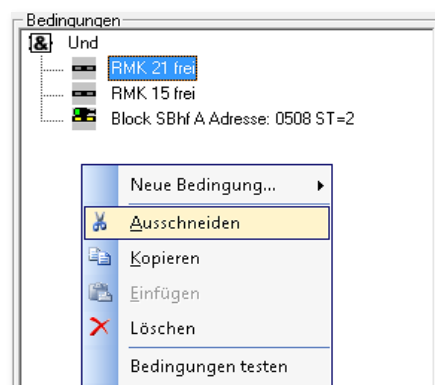 Bedingungen
& Und
RMK 21 frei
RMK 15 frei
Block SBhf A Adresse: 0508 ST=2
Neue Bedingung...
Ausschneiden
Kopieren
Einfügen
Löschen
Bedingungen testen